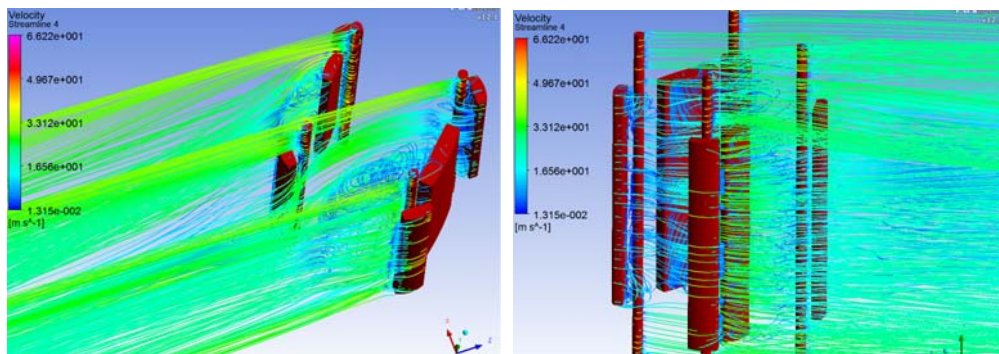 Velocity
Streamline 4
6.622e+001
4.967e+001
3.312e+001
1.656e+001
1.315e-002
[m s^-1]
Z
Velocity
Streamline 4
6.622e+001
4.967e+001
3.312e+001
1.656e+001
1.315e-002
[m s^-1]